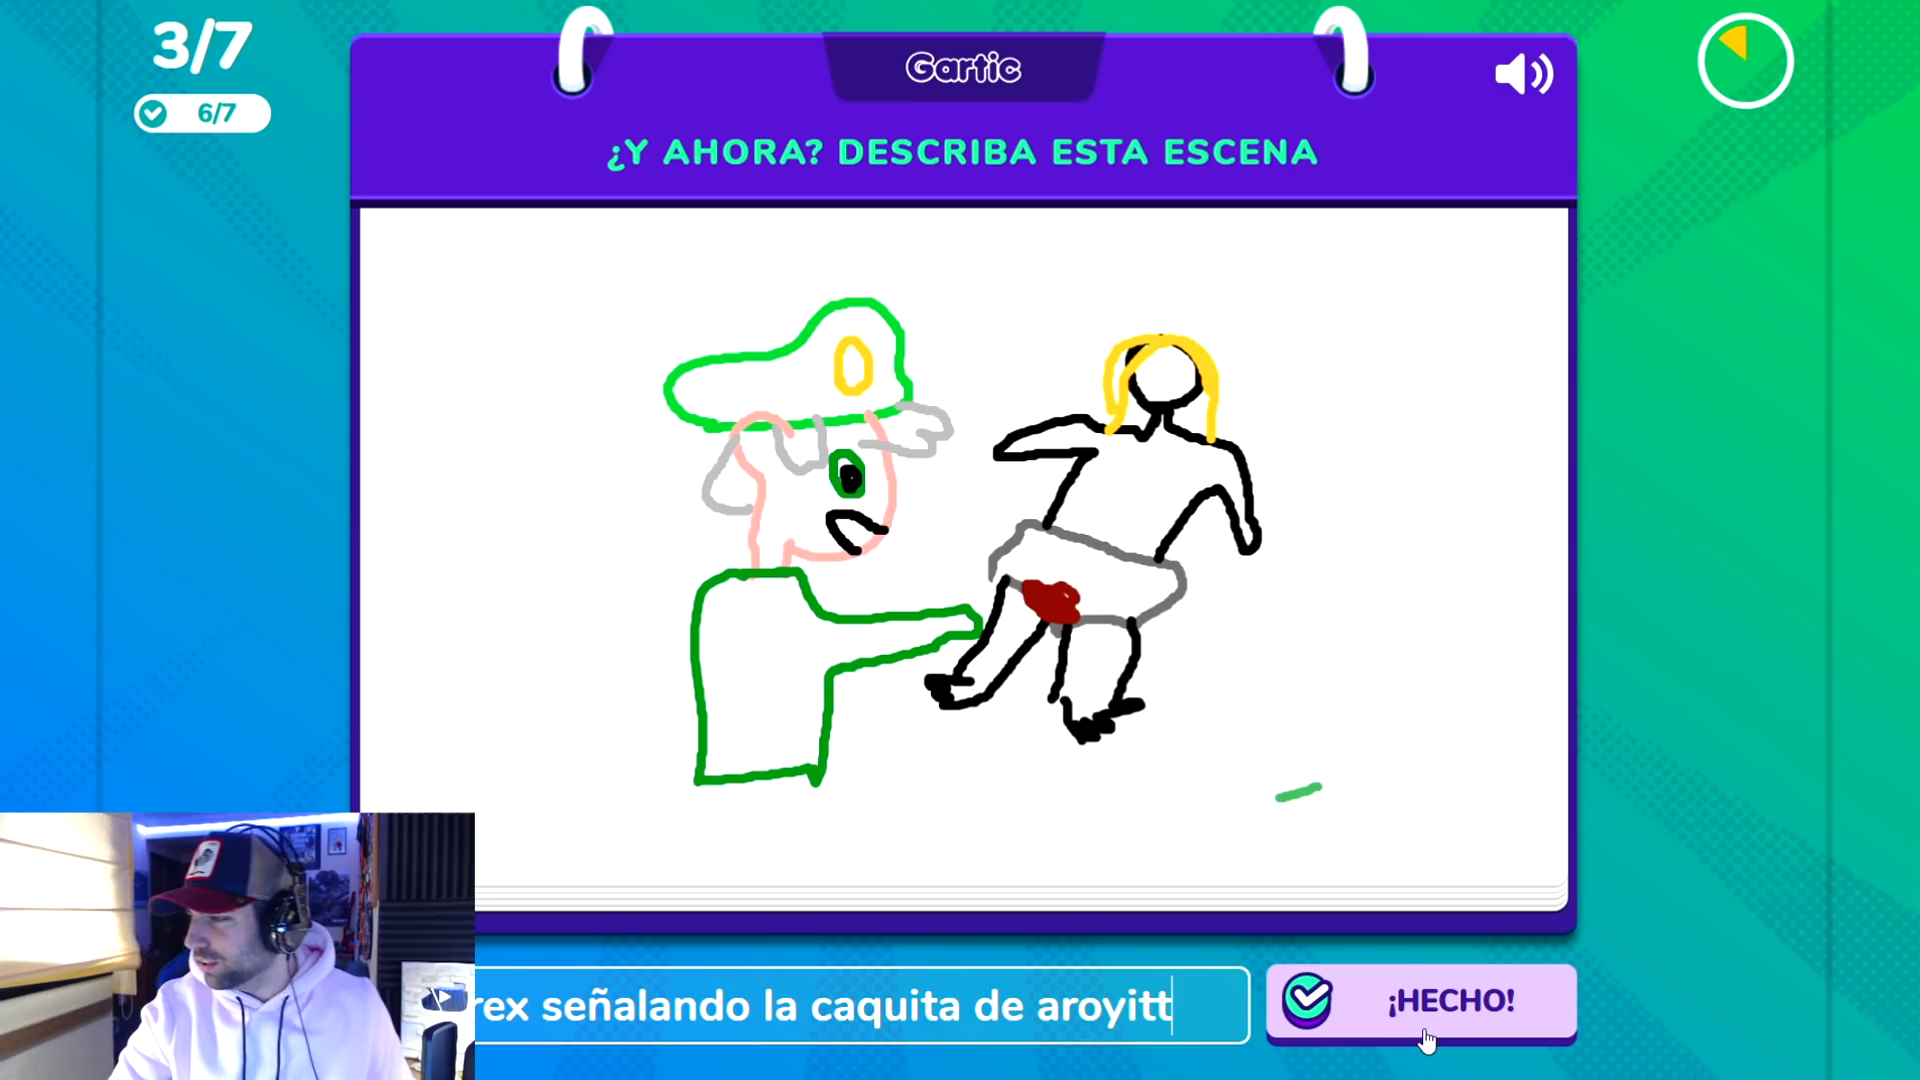 3/7
6/7
Gartic
¿Y AHORA? DESCRIBA ESTA ESCENA
rex señalando la caquita de aroyitt
¡HECHO!